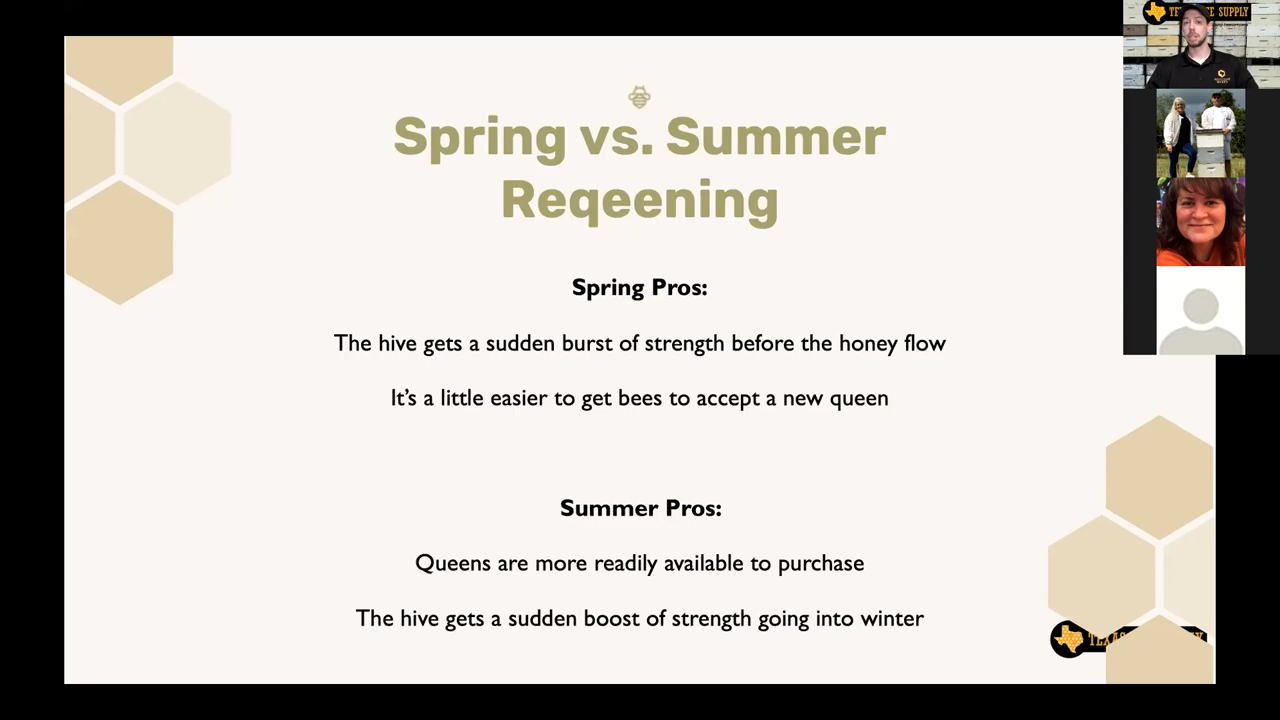 Spring vs. Summer
Reqeening
Spring Pros:
The hive gets a sudden burst of strength before the honey flow
It's a little easier to get bees to accept a new queen
Summer Pros:
Queens are more readily available to purchase
The hive gets a sudden boost of strength going into winter
SUPPLY